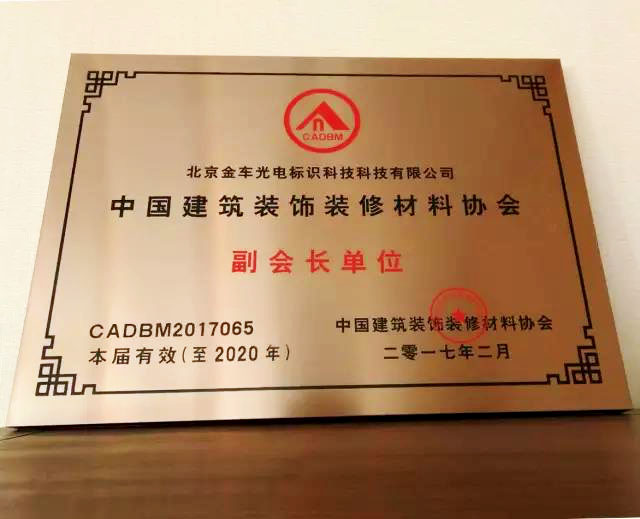 CADBM
北京金车光电标识科技科技有限公司
中国建筑装饰装修材料协会
副会长单位
CADBM2017065
本届有效(至2020年)
中国建筑装饰装修材料协会
二零一七年二月